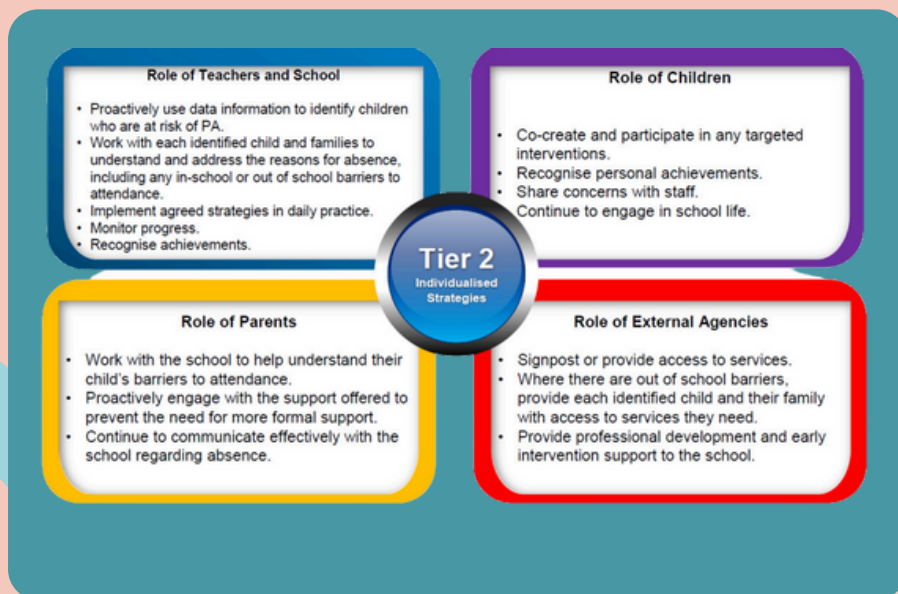 Role of Teachers and School
• Proactively use data information to identify children
who are at risk of PA.
• Work with each identified child and families to
understand and address the reasons for absence,
including any in-school or out of school barriers to
attendance.
• Implement agreed strategies in daily practice.
• Monitor progress.
• Recognise achievements.
Role of Children
• Co-create and participate in any targeted
interventions.
• Recognise personal achievements.
• Share concerns with staff.
Continue to engage in school life.
Tier 2
Individualised
Strategies
Role of Parents
• Work with the school to help understand their
child's barriers to attendance.
• Proactively engage with the support offered to
prevent the need for more formal support.
• Continue to communicate effectively with the
school regarding absence.
Role of External Agencies
• Signpost or provide access to services.
• Where there are out of school barriers,
provide each identified child and their family
with access to services they need.
• Provide professional development and early
intervention support to the school.